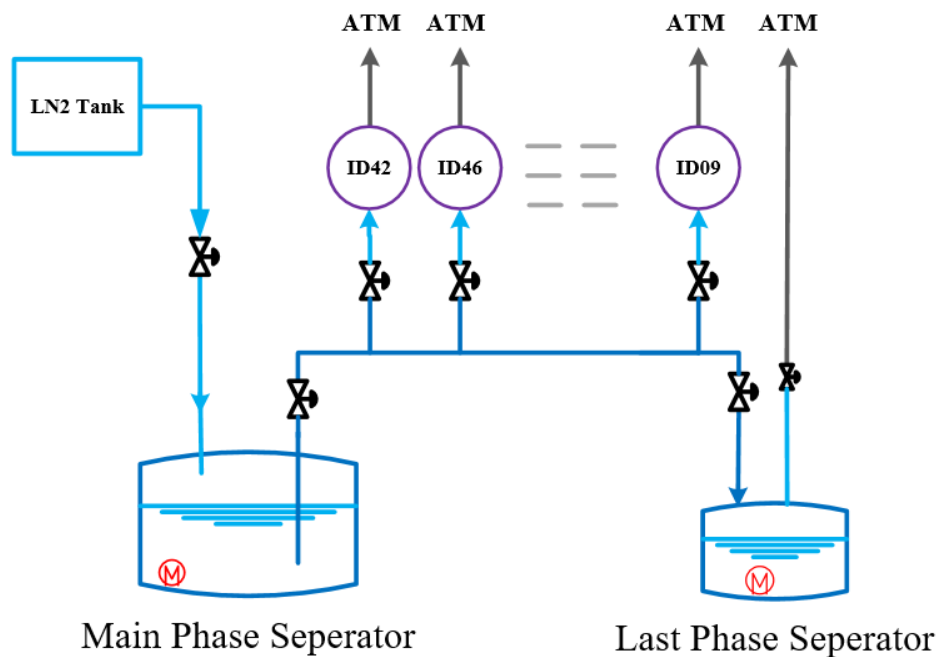 ATM ATM ATM ATM
LN2 Tank
ID42 ID46 ID09
M M
Main Phase Seperator Last Phase Seperator